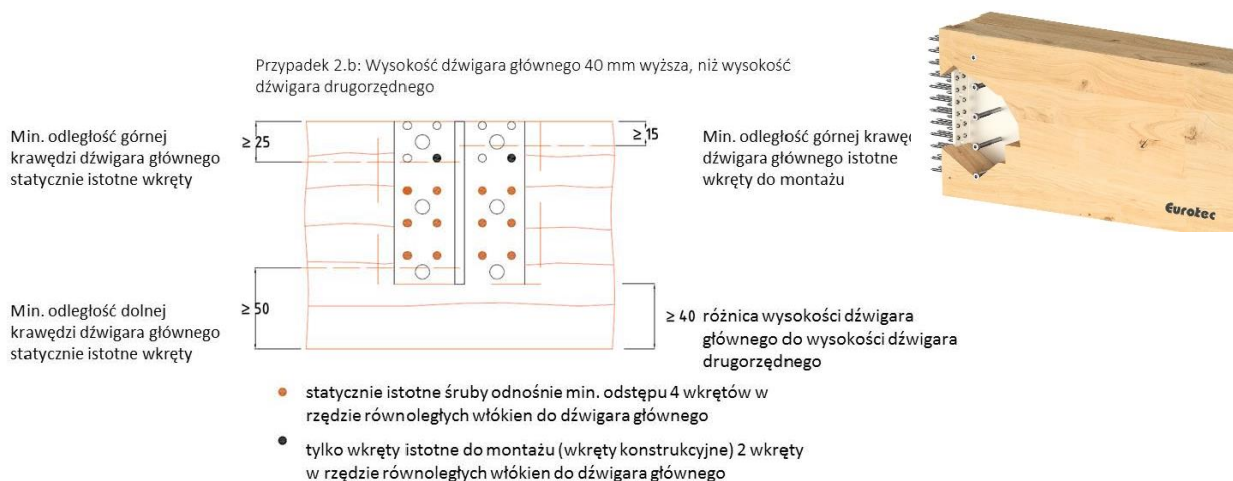 Przypadek 2.b: Wysokość dźwigara głównego 40 mm wyższa, niż wysokość
dźwigara drugorzędnego
Min. odległość górnej
krawędzi dźwigara głównego
statycznie istotne wkręty
≥ 25
≥ 15
Min. odległość górnej krawę
dźwigara głównego istotne
wkręty do montażu
Eurotec
Min. odległość dolnej
krawędzi dźwigara głównego
statycznie istotne wkręty
≥ 50
≥ 40 różnica wysokości dźwigara
głównego do wysokości dźwigara
drugorzędnego
statycznie istotne śruby odnośnie min. odstępu 4 wkrętów w
rzędzie równoległych włókien do dźwigara głównego
tylko wkręty istotne do montażu (wkręty konstrukcyjne) 2 wkręty
w rzędzie równoległych włókien do dźwigara głównego